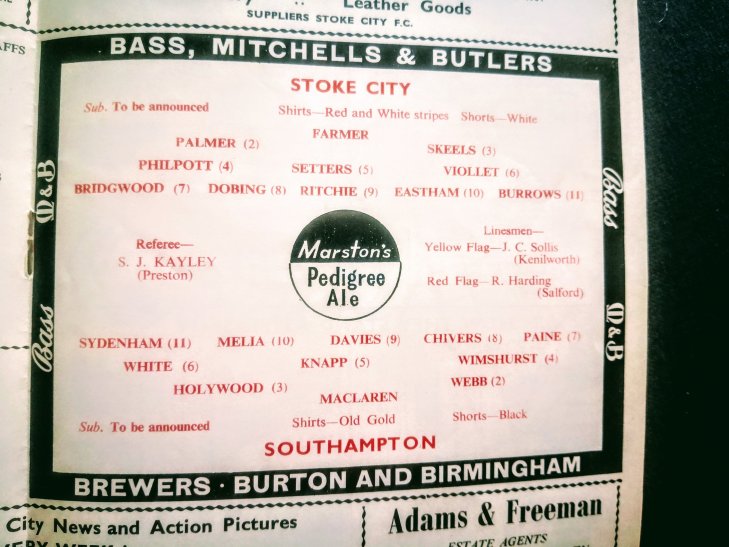 Leather Goods
SUPPLIERS STOKE CITY F.C.
AFFS
BASS, MITCHELLS & BUTLERS
STOKE CITY
Sub. To be announced Shirts—Red and White stripes Shorts—White
FARMER
PALMER (2) SKEELS (3)
PHILPOTT (4) SETTERS (5) VIOLLET (6)
BRIDGWOOD (7) DOBING (8) RITCHIE (9) EASTHAM (10) BURROWS (11)
M&B
Bass
Referee—
S. J. KAYLEY
(Preston)
Marston's
Pedigree
Ale
Linesmen—
Yellow Flag—J. C. Sollis
(Kenilworth)
Red Flag—R. Harding
(Salford)
Bass
M&B
SYDENHAM (11) MELIA (10) DAVIES (9) CHIVERS (8) PAINE (7)
WHITE (6) KNAPP (5) WIMSHURST (4)
HOLYWOOD (3) WEBB (2)
MACLAREN
Sub. To be announced Shirts—Old Gold Shorts—Black
SOUTHAMPTON
BREWERS · BURTON AND BIRMINGHAM
City News and Action Pictures
Adams & Freeman
ESTATE AGENTS